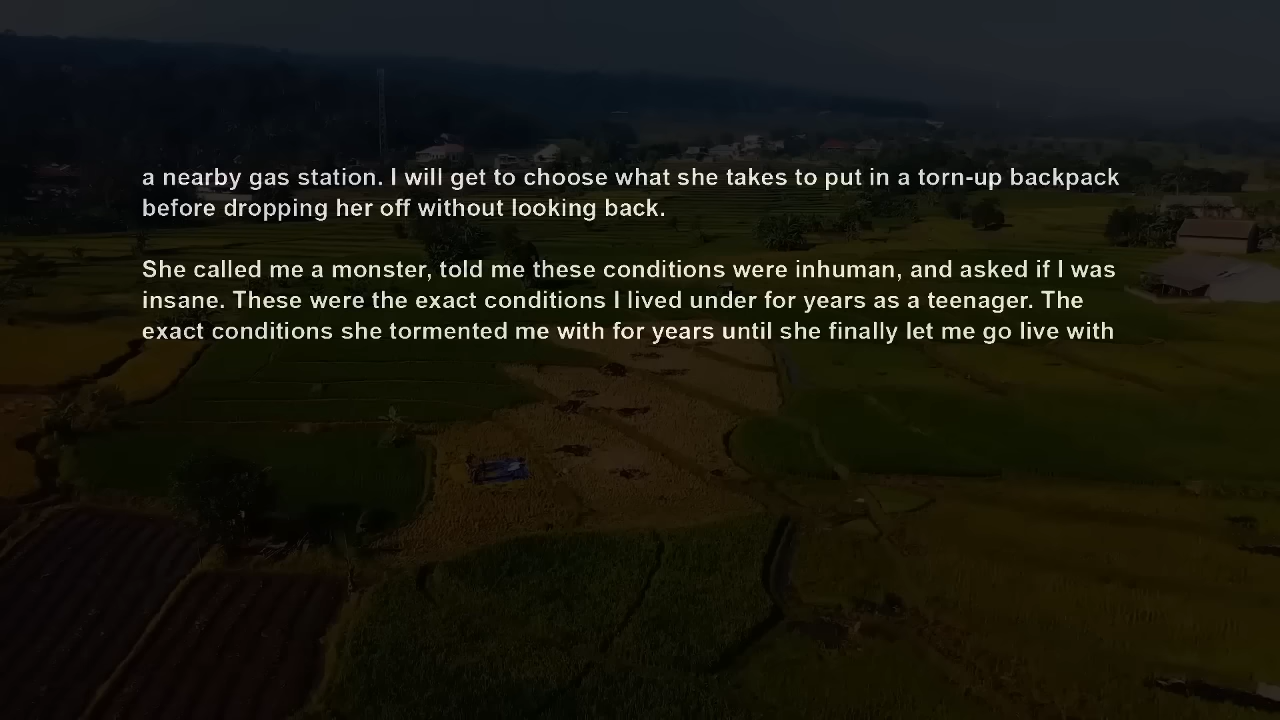 a nearby gas station. I will get to choose what she takes to put in a torn-up backpack
before dropping her off without looking back.
She called me a monster, told me these conditions were inhuman, and asked if I was
insane. These were the exact conditions I lived under for years as a teenager. The
exact conditions she tormented me with for years until she finally let me go live with